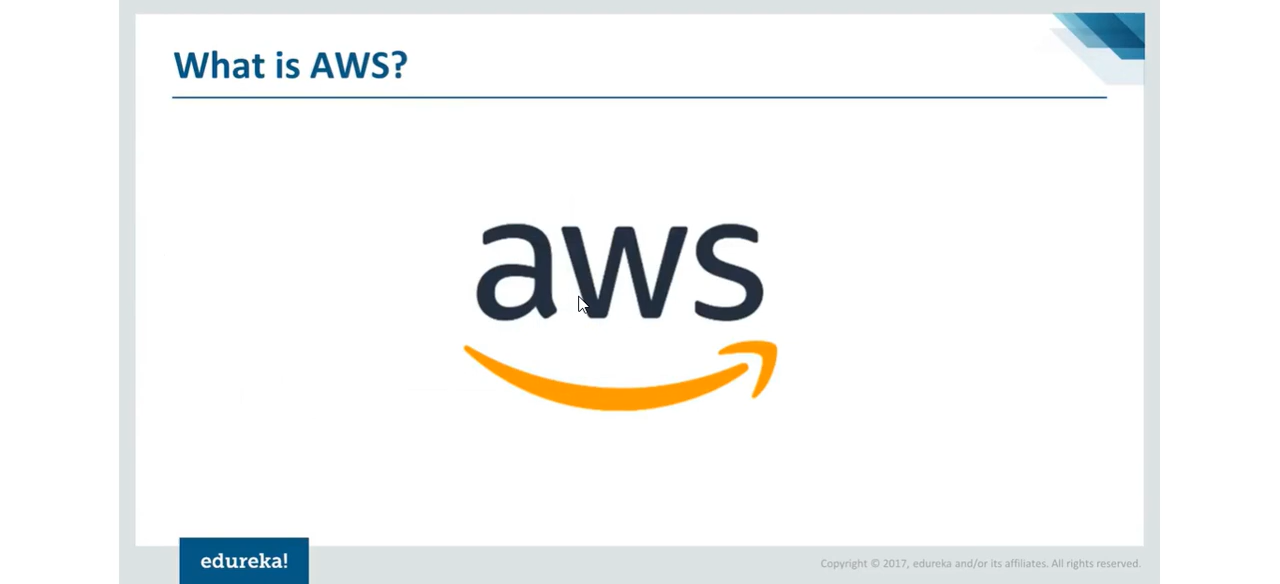 What is AWS?
aws
edureka!
Copyright © 2017, edureka and/or its affiliates. All rights reserved.